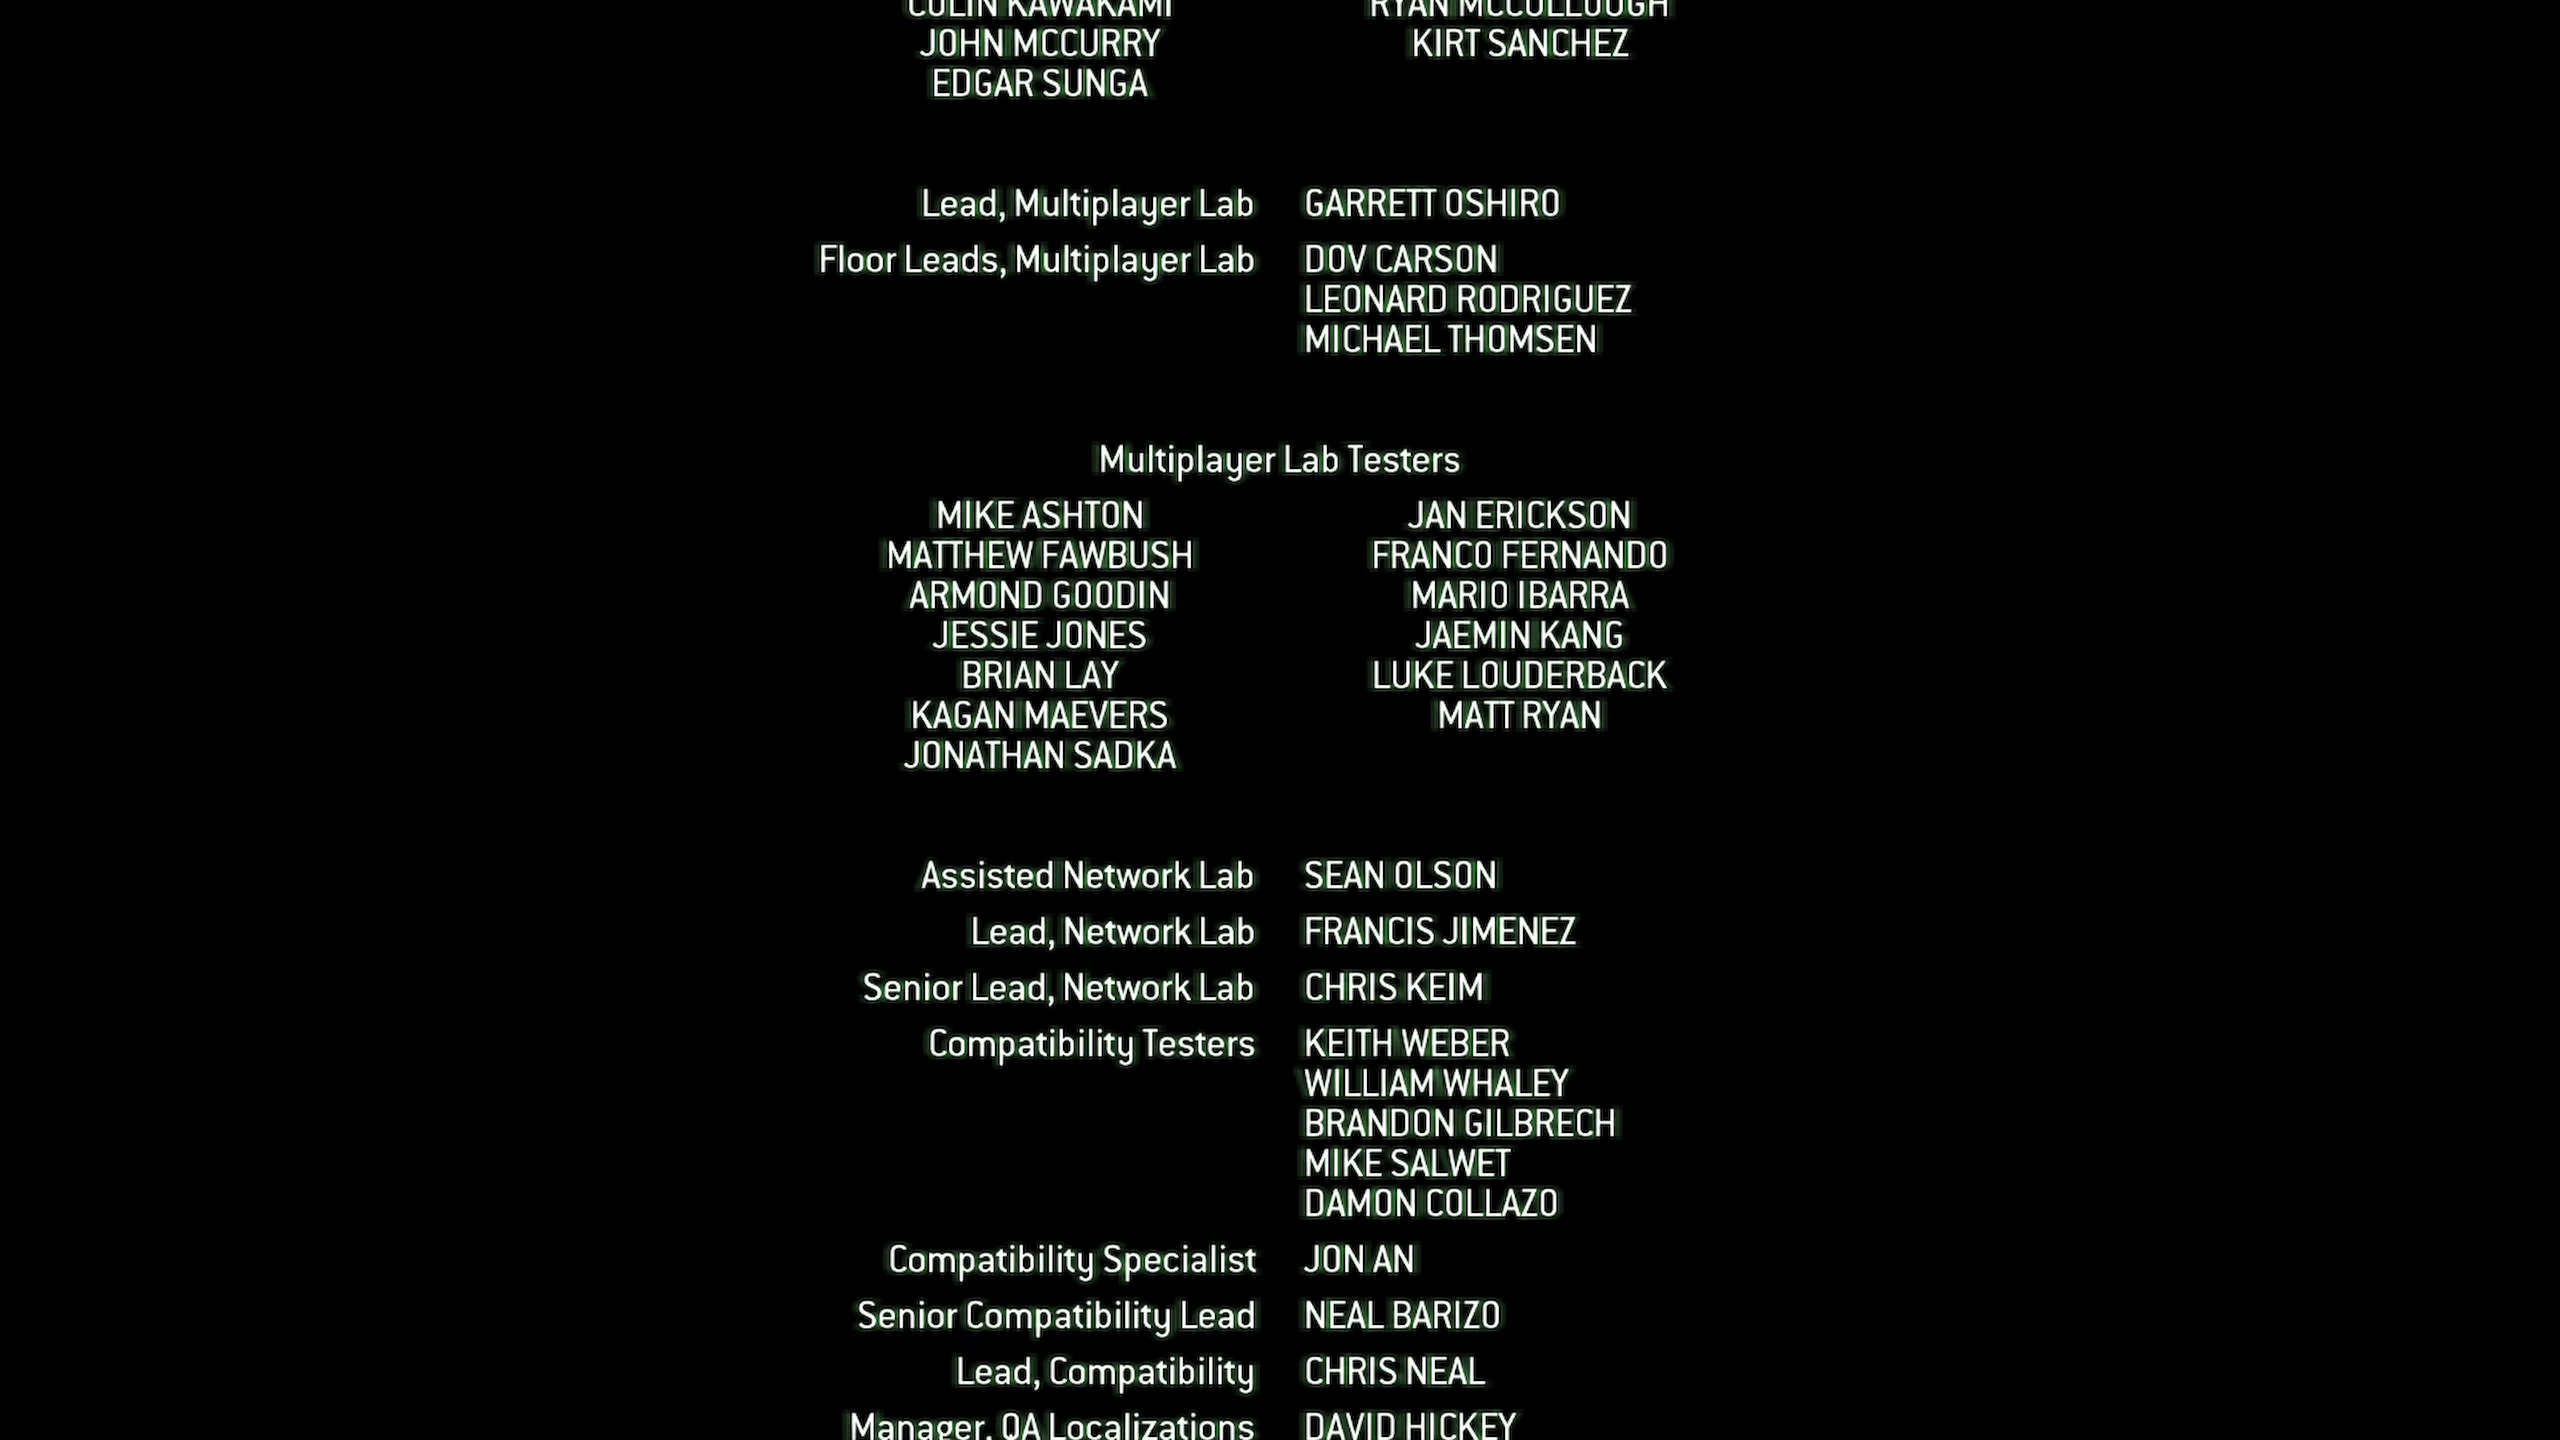 COLIN KAWAKAMI RYAN MCCULLOUGH
JOHN MCCURRY KIRT SANCHEZ
EDGAR SUNGA
Lead, Multiplayer Lab GARRETT OSHIRO
Floor Leads, Multiplayer Lab DOV CARSON
LEONARD RODRIGUEZ
MICHAEL THOMSEN
Multiplayer Lab Testers
MIKE ASHTON JAN ERICKSON
MATTHEW FAWBUSH FRANCO FERNANDO
ARMOND GOODIN MARIO IBARRA
JESSIE JONES JAEMIN KANG
BRIAN LAY LUKE LOUDERBACK
KAGAN MAEVERS MATT RYAN
JONATHAN SADKA
Assisted Network Lab SEAN OLSON
Lead, Network Lab FRANCIS JIMENEZ
Senior Lead, Network Lab CHRIS KEIM
Compatibility Testers KEITH WEBER
WILLIAM WHALEY
BRANDON GILBRECH
MIKE SALWET
DAMON COLLAZO
Compatibility Specialist JON AN
Senior Compatibility Lead NEAL BARIZO
Lead, Compatibility CHRIS NEAL
Manager, QA Localizations DAVID HICKEY